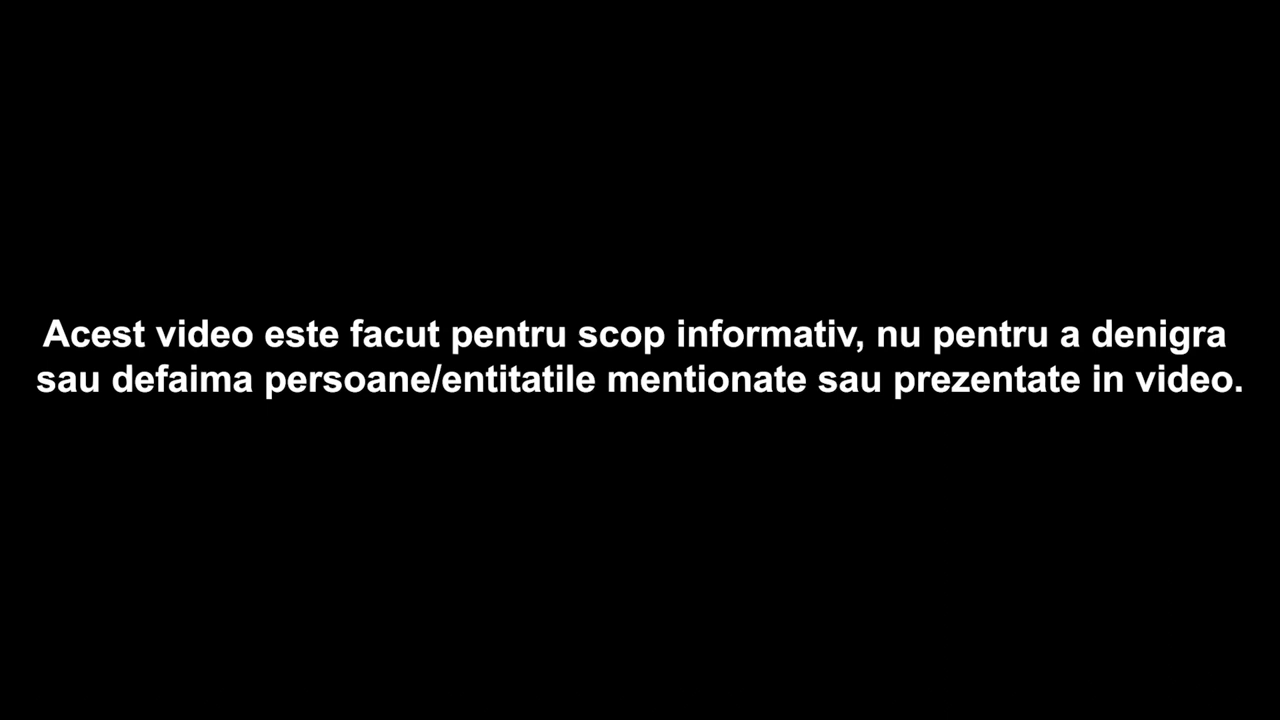 Acest video este facut pentru scop informativ, nu pentru a denigra
sau defaima persoane/entitatile mentionate sau prezentate in video.